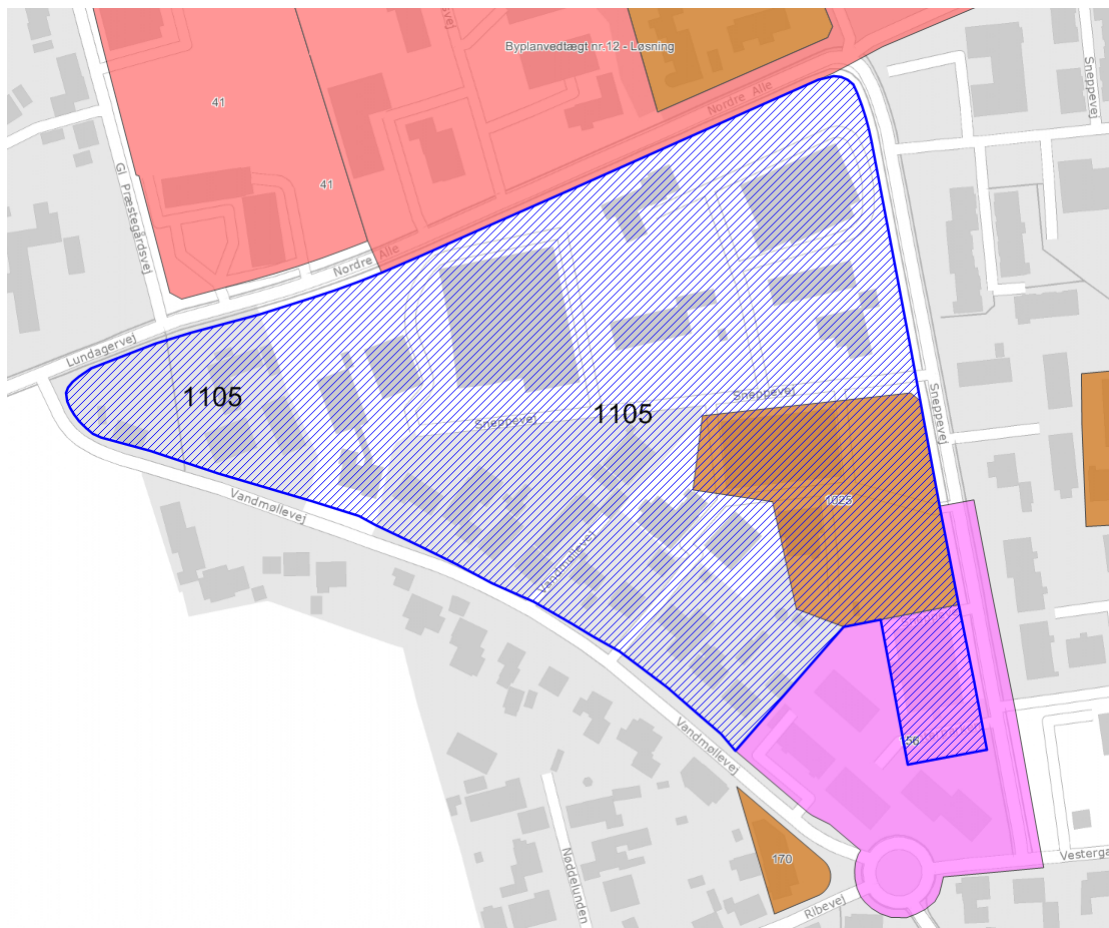 Byplanvedtægt nr. 12 - Løsning
Sneppevej
41
Nordre Alle
41
Gl Præstegårdsvej
Nordre Alle
Lundagervej
1105
1105
Sneppevej
Sneppevej
Sneppevej
1025
Vandmøllevej
Vandmøllevej
Vandmøllevej
56
170
Vesterga
Nøddelunden
Ribevej